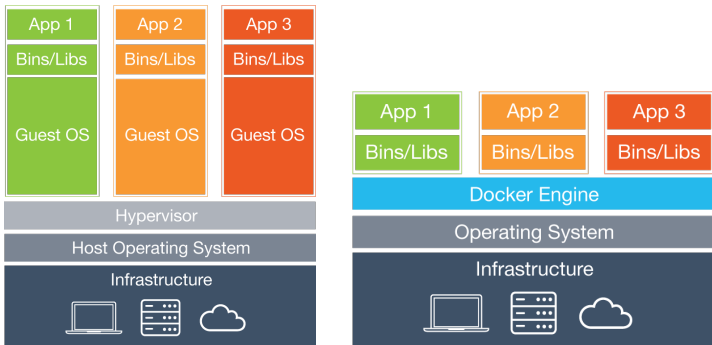 App 1
App 2
App 3
Bins/Libs
Bins/Libs
Bins/Libs
Guest OS
Guest OS
Guest OS
Hypervisor
Host Operating System
Infrastructure
App 1
App 2
App 3
Bins/Libs
Bins/Libs
Bins/Libs
Docker Engine
Operating System
Infrastructure